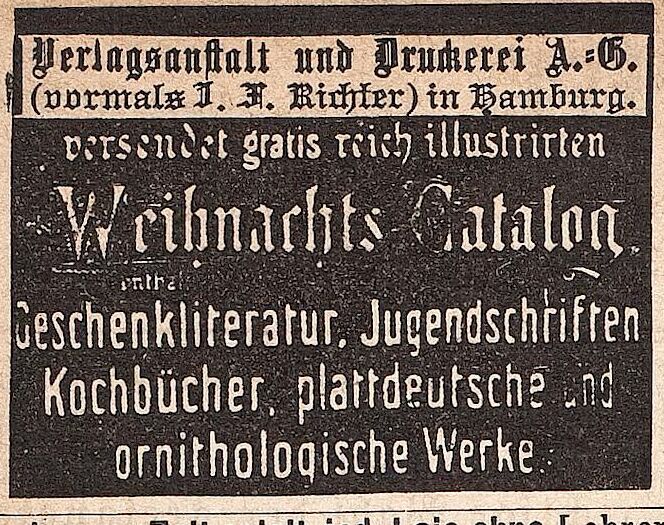 Verlagsanstalt und Druckerei A.-G.
(vormals J. F. Richter) in Hamburg.
versendet gratis reich illustrirten
Weihnachts-Catalog,
enthal.
Geschenkliteratur, Jugendschriften
Kochbücher, plattdeutsche und
ornithologische Werke.